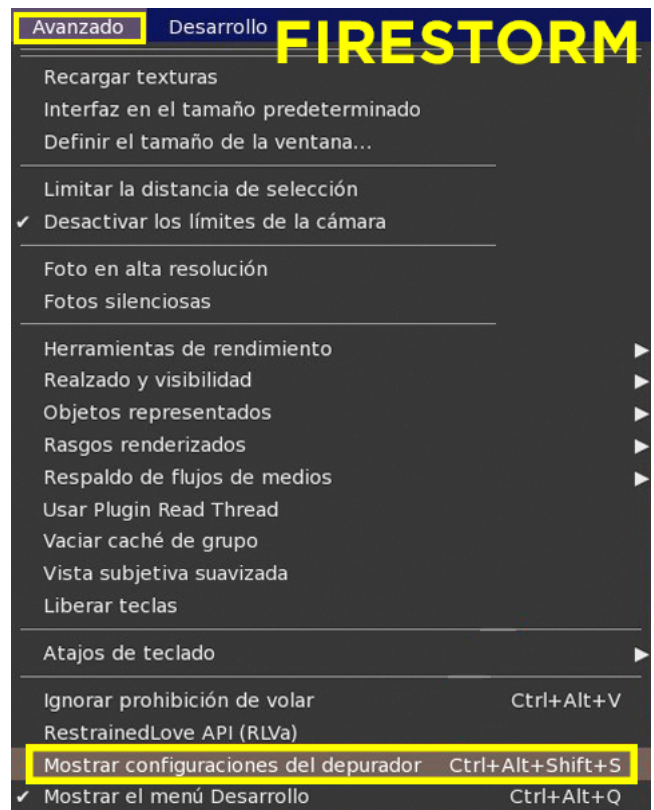 Avanzado Desarrollo FIRESTORM
Recargar texturas
Interfaz en el tamaño predeterminado
Definir el tamaño de la ventana...
Limitar la distancia de selección
✔ Desactivar los límites de la cámara
Foto en alta resolución
Fotos silenciosas
Herramientas de rendimiento ▶
Realzado y visibilidad ▶
Objetos representados ▶
Rasgos renderizados ▶
Respaldo de flujos de medios ▶
Usar Plugin Read Thread
Vaciar caché de grupo
Vista subjetiva suavizada
Liberar teclas
Atajos de teclado ▶
Ignorar prohibición de volar Ctrl+Alt+V
RestrainedLove API (RLVa)
Mostrar configuraciones del depurador Ctrl+Alt+Shift+S
✔ Mostrar el menú Desarrollo Ctrl+Alt+Q